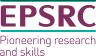 EPSRC
Pioneering research
and skills